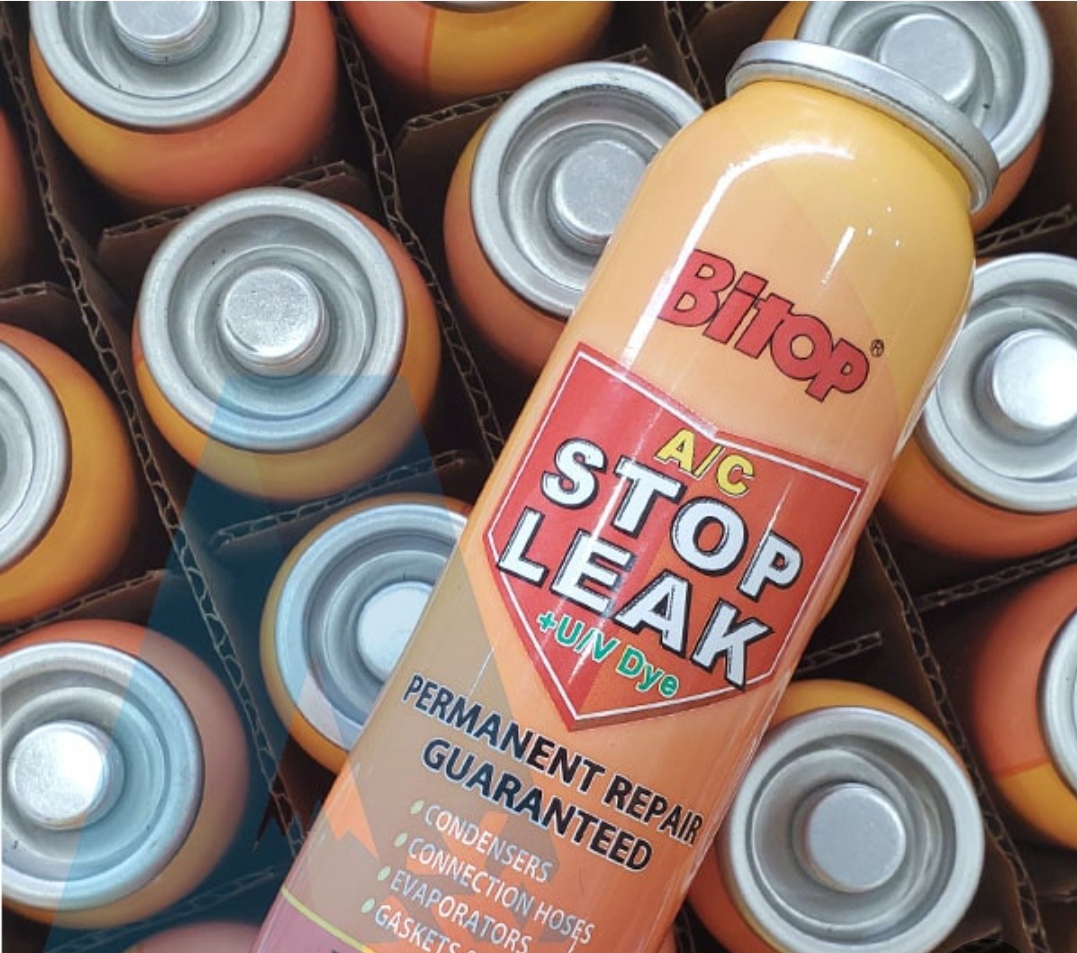 BiTOP®
A/C
STOP
LEAK
+U/V Dye
PERMANENT REPAIR
GUARANTEED
CONDENSERS
CONNECTION HOSES
EVAPORATORS
GASKETS